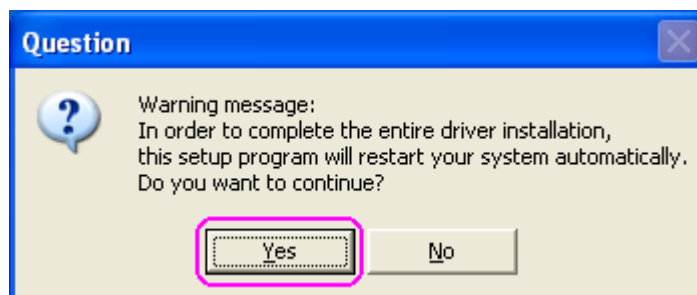 Question
Warning message:
In order to complete the entire driver installation,
this setup program will restart your system automatically.
Do you want to continue?
Yes No